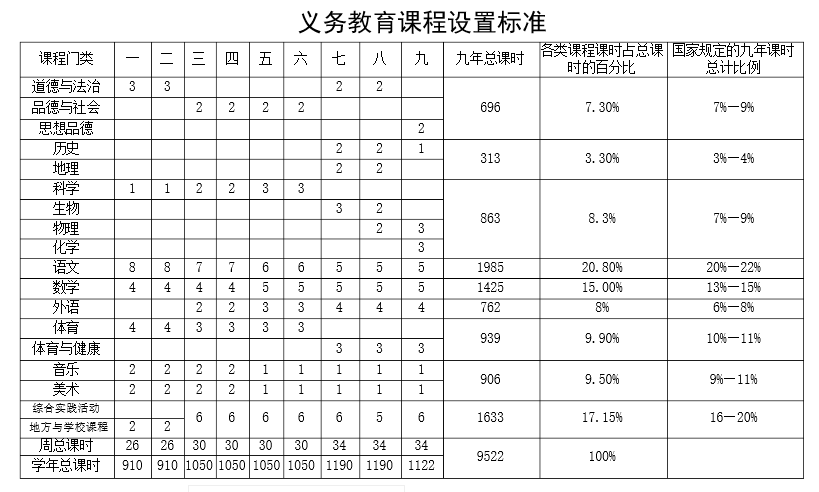 义务教育课程设置标准
课程门类 一 二 三 四 五 六 七 八 九 九年总课时 各类课程课时占总课时的百分比 国家规定的九年课时总计比例
道德与法治 3 3 2 2
品德与社会 2 2 2 2 696 7.30% 7%—9%
思想品德 2
历史 2 2 1
313 3.30% 3%—4%
地理 2 2
科学 1 1 2 2 3 3
生物 3 2
863 8.3% 7%—9%
物理 2 3
化学 3
语文 8 8 7 7 6 6 5 5 5 1985 20.80% 20%—22%
数学 4 4 4 4 5 5 5 5 5 1425 15.00% 13%—15%
外语 2 2 3 3 4 4 4 762 8% 6%—8%
体育 4 4 3 3 3 3
939 9.90% 10%—11%
体育与健康 3 3 3
音乐 2 2 2 2 1 1 1 1 1
906 9.50% 9%—11%
美术 2 2 2 2 1 1 1 1 1
综合实践活动
6 6 6 6 6 5 6 1633 17.15% 16—20%
地方与学校课程 2 2
周总课时 26 26 30 30 30 30 34 34 34
9522 100%
学年总课时 910 910 1050 1050 1050 1050 1190 1190 1122